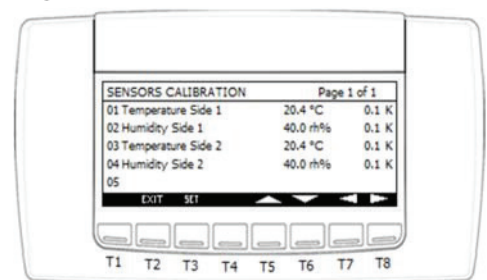 SENSORS CALIBRATION Page 1 of 1
01 Temperature Side 1 20.4 °C 0.1 K
02 Humidity Side 1 40.0 rh% 0.1 K
03 Temperature Side 2 20.4 °C 0.1 K
04 Humidity Side 2 40.0 rh% 0.1 K
05
EXIT SET
T1 T2 T3 T4 T5 T6 T7 T8